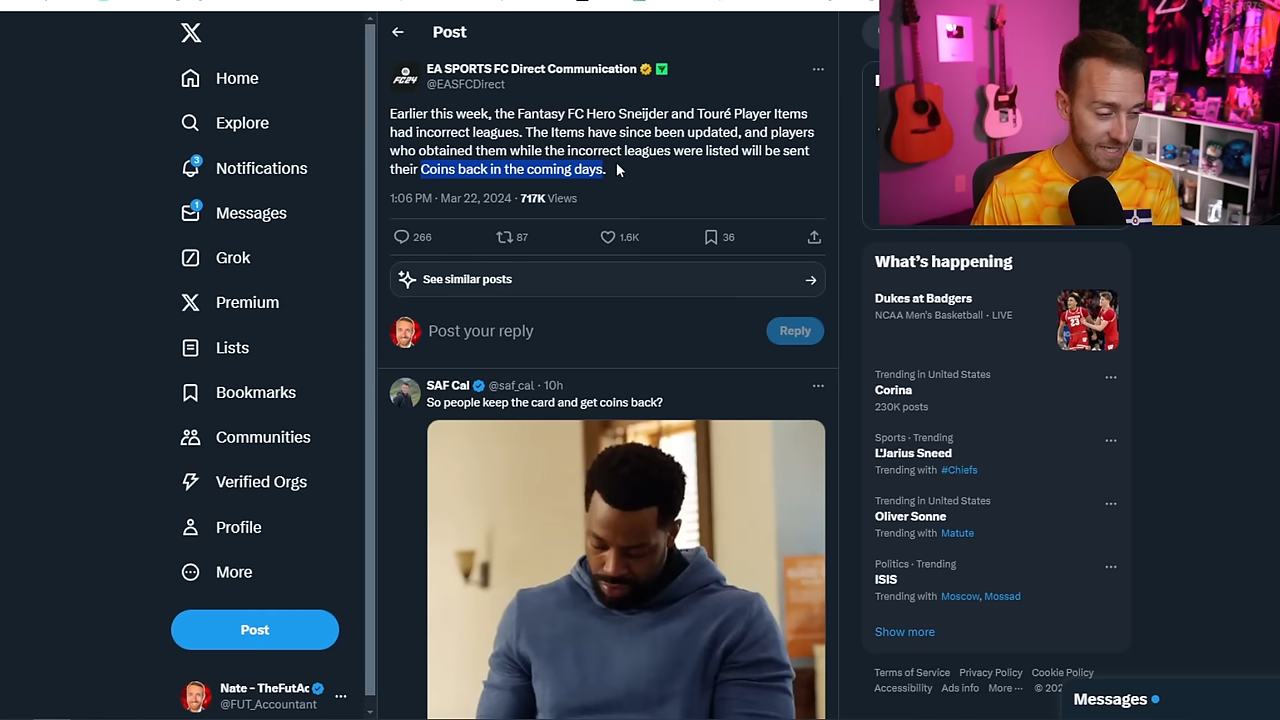 Home
Explore
3
Notifications
1
Messages
Grok
Premium
Lists
Bookmarks
Communities
Verified Orgs
Profile
More
Post
Nate – TheFutAc
@FUT_Accountant
Post
EA SPORTS FC Direct Communication
@EASFCDirect
FC24
Earlier this week, the Fantasy FC Hero Sneijder and Touré Player Items
had incorrect leagues. The Items have since been updated, and players
who obtained them while the incorrect leagues were listed will be sent
their Coins back in the coming days.
1:06 PM · Mar 22, 2024 · 717K Views
266
87
1.6K
36
See similar posts
Post your reply
Reply
SAF Cal @saf_cal · 10h
So people keep the card and get coins back?
What's happening
Dukes at Badgers
NCAA Men's Basketball · LIVE
Trending in United States
Corina
230K posts
Sports · Trending
L'Jarius Sneed
Trending with #Chiefs
Trending in United States
Oliver Sonne
Trending with Matute
Politics · Trending
ISIS
Trending with Moscow, Mossad
Show more
Terms of Service Privacy Policy Cookie Policy
Accessibility Ads info More ··· © 202
Messages